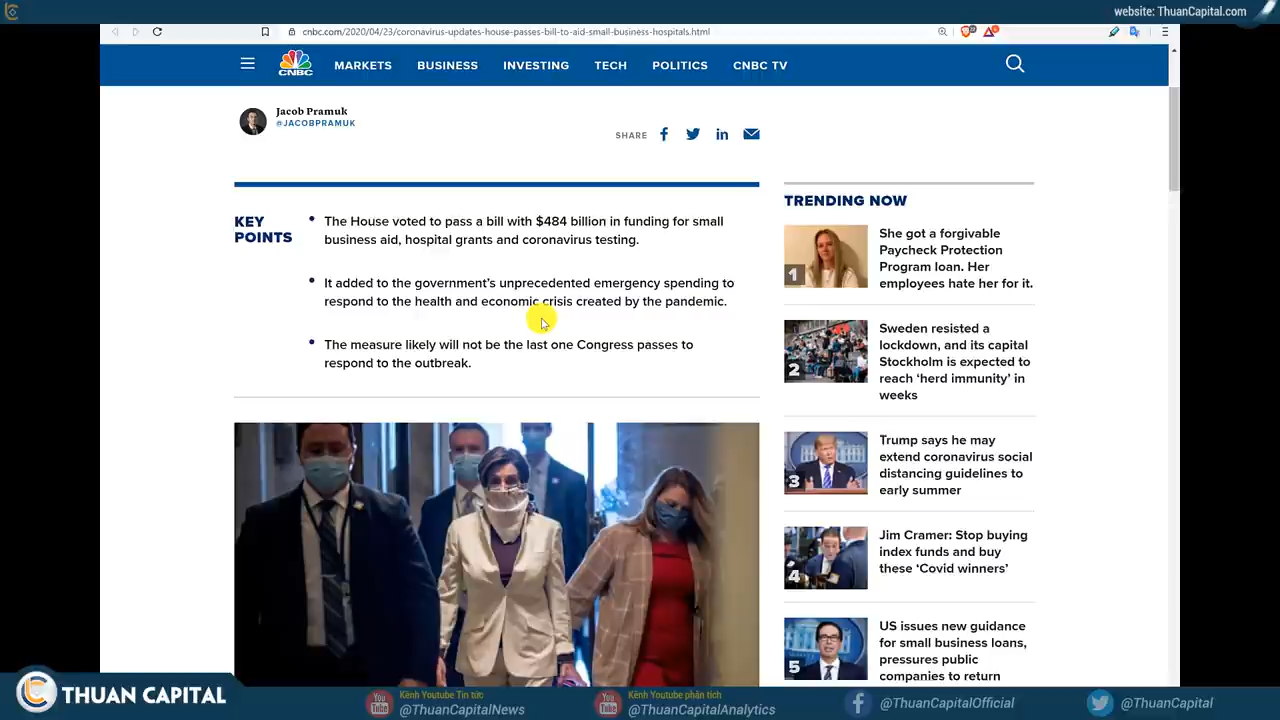 website: ThuanCapital.com
cnbc.com/2020/04/23/coronavirus-updates-house-passes-bill-to-aid-small-business-hospitals.html
CNBC
MARKETS BUSINESS INVESTING TECH POLITICS CNBC TV
Jacob Pramuk
@JACOBPRAMUK
SHARE
KEY
POINTS
The House voted to pass a bill with $484 billion in funding for small
business aid, hospital grants and coronavirus testing.
It added to the government's unprecedented emergency spending to
respond to the health and economic crisis created by the pandemic.
The measure likely will not be the last one Congress passes to
respond to the outbreak.
TRENDING NOW
1
She got a forgivable
Paycheck Protection
Program loan. Her
employees hate her for it.
2
Sweden resisted a
lockdown, and its capital
Stockholm is expected to
reach ‘herd immunity’ in
weeks
3
Trump says he may
extend coronavirus social
distancing guidelines to
early summer
4
Jim Cramer: Stop buying
index funds and buy
these ‘Covid winners’
5
US issues new guidance
for small business loans,
pressures public
companies to return
THUAN CAPITAL
You Tube
Kênh Youtube Tin tức
@ThuanCapitalNews
You Tube
Kênh Youtube phân tích
@ThuanCapitalAnalytics
@ThuanCapitalOfficial
@ThuanCapital